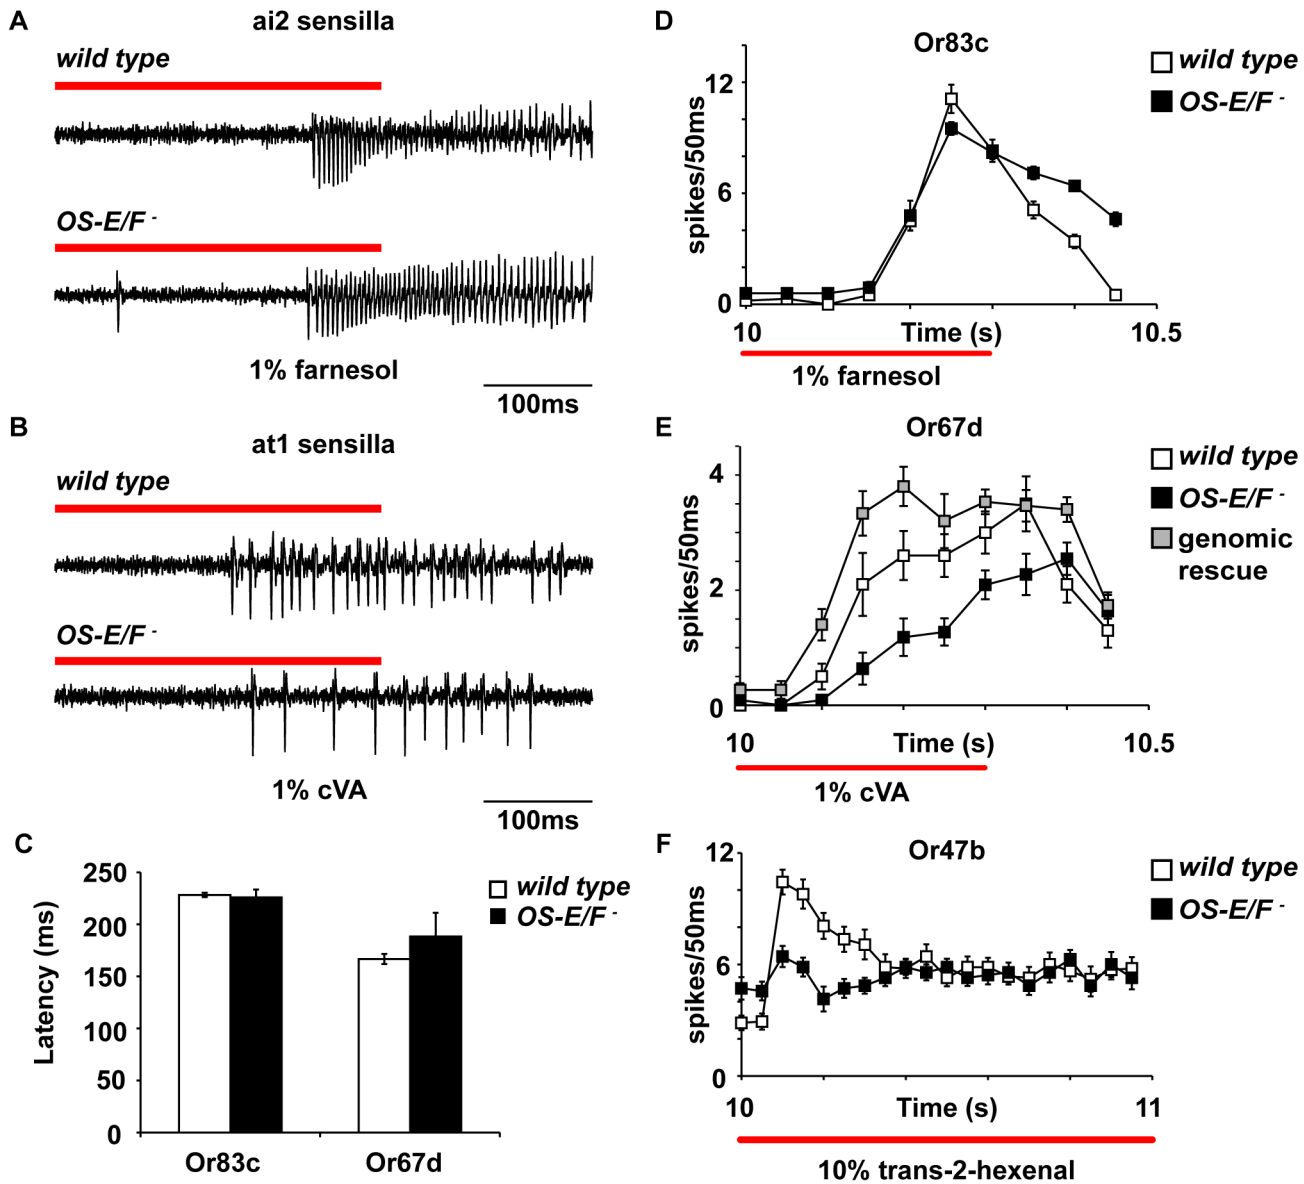 A
ai2 sensilla
wild type
OS-E/F -
1% farnesol
100ms
B
at1 sensilla
wild type
OS-E/F -
1% cVA
100ms
C
Latency (ms)
250
200
150
100
50
0
Or83c
Or67d
wild type
OS-E/F -
D
Or83c
spikes/50ms
12
6
0
10
Time (s)
10.5
1% farnesol
wild type
OS-E/F -
E
Or67d
spikes/50ms
4
2
0
10
Time (s)
10.5
1% cVA
wild type
OS-E/F -
genomic
rescue
F
Or47b
spikes/50ms
12
6
0
10
Time (s)
11
10% trans-2-hexenal
wild type
OS-E/F -